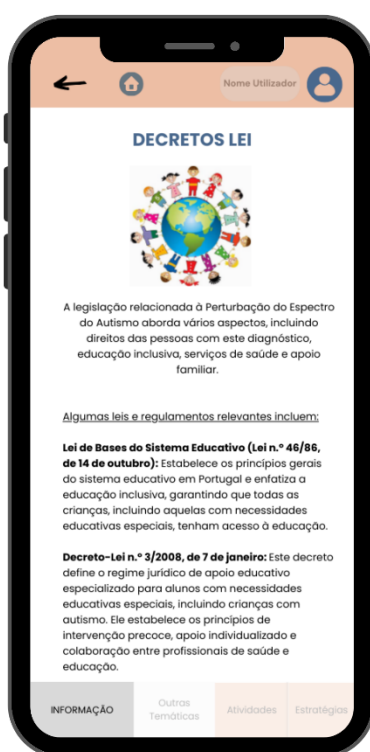 Nome Utilizador
DECRETOS LEI
A legislação relacionada à Perturbação do Espectro
do Autismo aborda vários aspectos, incluindo
direitos das pessoas com este diagnóstico,
educação inclusiva, serviços de saúde e apoio
familiar.
Algumas leis e regulamentos relevantes incluem:
Lei de Bases do Sistema Educativo (Lei n.º 46/86,
de 14 de outubro): Estabelece os princípios gerais
do sistema educativo em Portugal e enfatiza a
educação inclusiva, garantindo que todas as
crianças, incluindo aquelas com necessidades
educativas especiais, tenham acesso à educação.
Decreto-Lei n.º 3/2008, de 7 de janeiro: Este decreto
define o regime jurídico de apoio educativo
especializado para alunos com necessidades
educativas especiais, incluindo crianças com
autismo. Ele estabelece os princípios de
intervenção precoce, apoio individualizado e
colaboração entre profissionais de saúde e
educação.
INFORMAÇÃO
Outras
Temáticas
Atividades
Estratégias